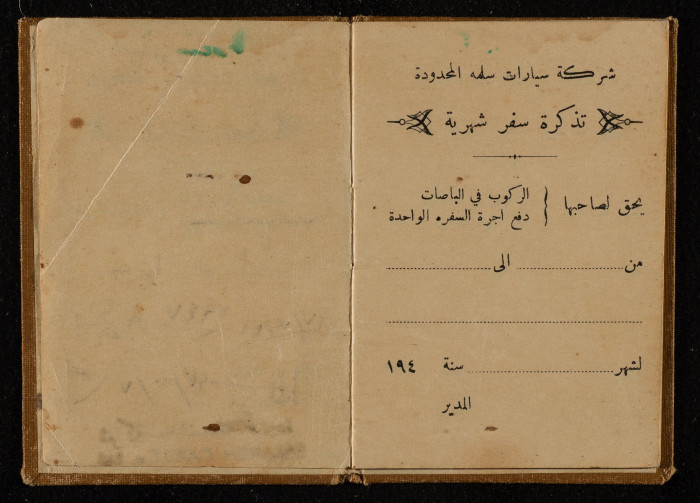 شركة سيارات سلمه المحدودة
تذكرة سفر شهرية
يحق لصاحبها { الركوب في الباصات
دفع اجرة السفره الواحدة
من .................... الى ....................
........................................
لشهر .................... سنة ١٩٤
المدير